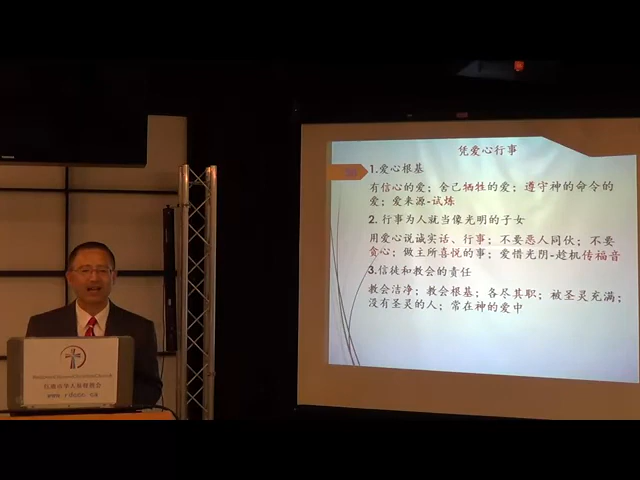 凭爱心行事
1.爱心根基
有信心的爱；舍己牺牲的爱；遵守神的命令的
爱；爱来源-试炼
2. 行事为人就当像光明的子女
用爱心说诚实话、行事；不要恶人同伙；不要
贪心；做主所喜悦的事；爱惜光阴-趁机传福音
3.信徒和教会的责任
教会洁净；教会根基；各尽其职；被圣灵充满；
没有圣灵的人；常在神的爱中